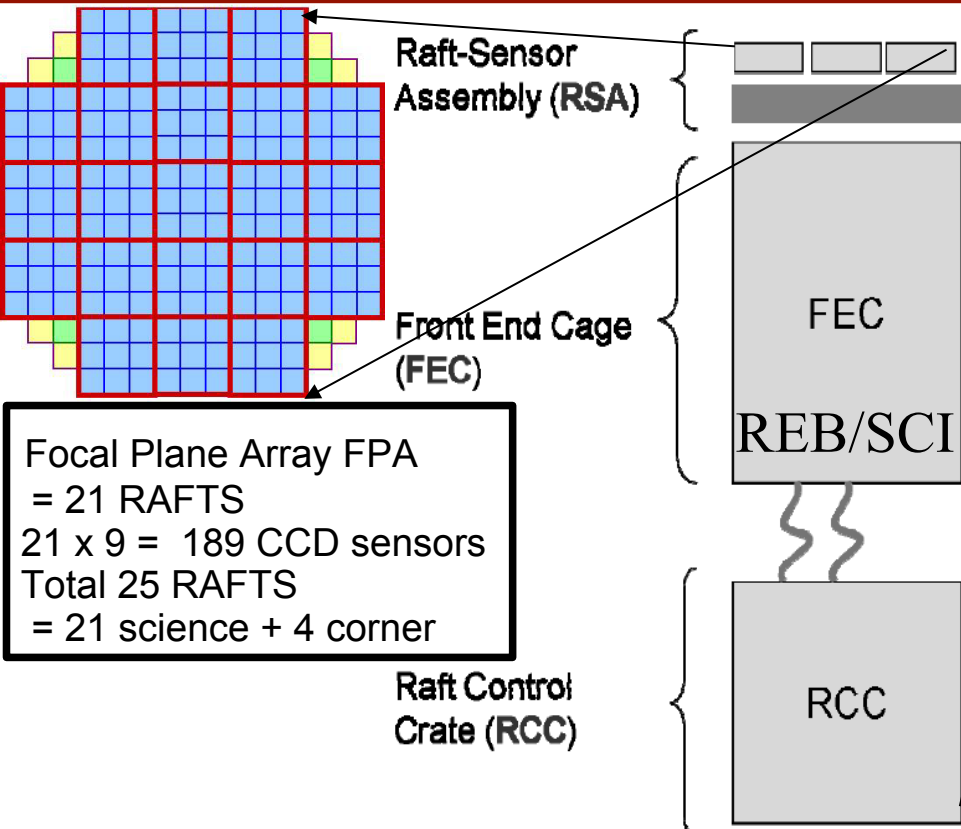 Raft-Sensor
Assembly (RSA)
Front End Cage
(FEC)
FEC
REB/SCI
Focal Plane Array FPA
= 21 RAFTS
21 x 9 = 189 CCD sensors
Total 25 RAFTS
= 21 science + 4 corner
Raft Control
Crate (RCC)
RCC